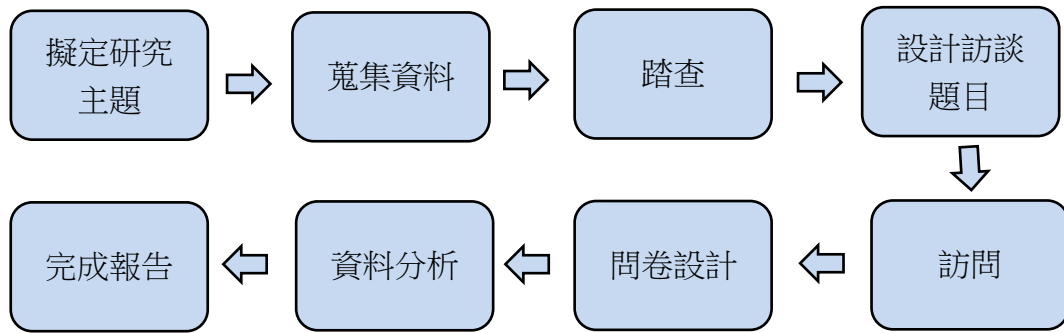 擬定研究
主題
蒐集資料
踏查
設計訪談
題目
訪問
問卷設計
資料分析
完成報告